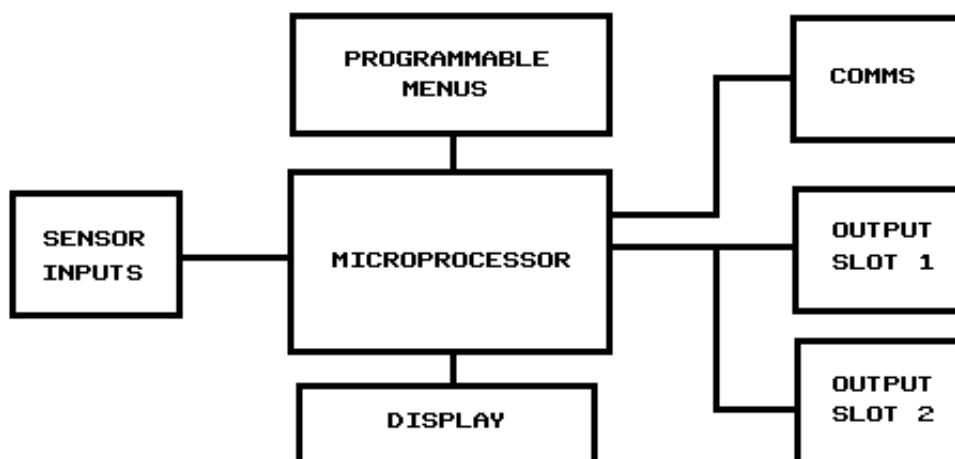 PROGRAMMABLE
MENUS
COMMS
SENSOR
INPUTS
MICROPROCESSOR
OUTPUT
SLOT 1
DISPLAY
OUTPUT
SLOT 2